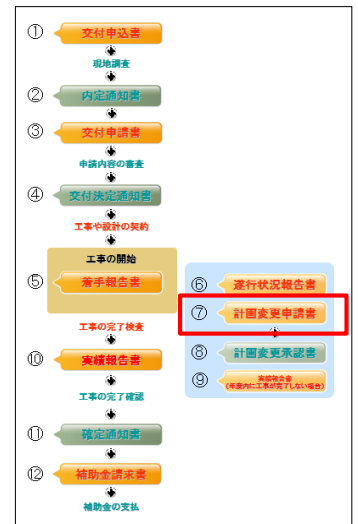 ① 交付申込書
現地調査
② 内定通知書
③ 交付申請書
申請内容の審査
④ 交付決定通知書
工事や設計の契約
工事の開始
⑤ 着手報告書
工事の完了検査
⑩ 実績報告書
工事の完了確認
⑪ 確定通知書
⑫ 補助金請求書
補助金の支払
⑥ 遂行状況報告書
⑦ 計画変更申請書
⑧ 計画変更承認書
⑨ 実績報告書
(年度内に工事が完了しない場合)